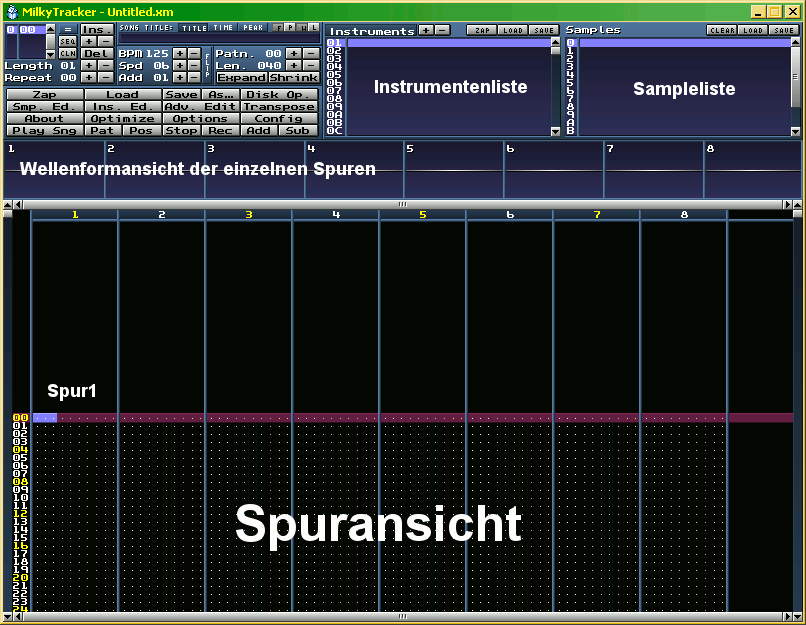 MilkyTracker - Untitled.xm
0 00 = Ins.
SEQ + -
CLN Del
Length 01 + -
Repeat 00 + -
SONG TITLE: TITLE TIME PEAK F P W L
BPM 125 + -
Spd 06 + -
Add 01 + -
FLIP
Patn. 00 + -
Len. 040 + -
Expand Shrink
Zap Load Save As... Disk Op.
Smp. Ed. Ins. Ed. Adv. Edit Transpose
About Optimize Options Config
Play Sng Pat Pos Stop Rec Add Sub
Instruments + - ZAP LOAD SAVE
01
02
03
04
05
06
07
08
09
0A
0B
0C
Instrumentenliste
Samples CLEAR LOAD SAVE
0
1
2
3
4
5
6
7
8
9
A
B
Sampleliste
1 2 3 4 5 6 7 8
Wellenformansicht der einzelnen Spuren
1 2 3 4 5 6 7 8
Spur1
00
01
02
03
04
05
06
07
08
09
10
11
12
13
14
15
16
17
18
19
20
21
22
23
24
Spuransicht